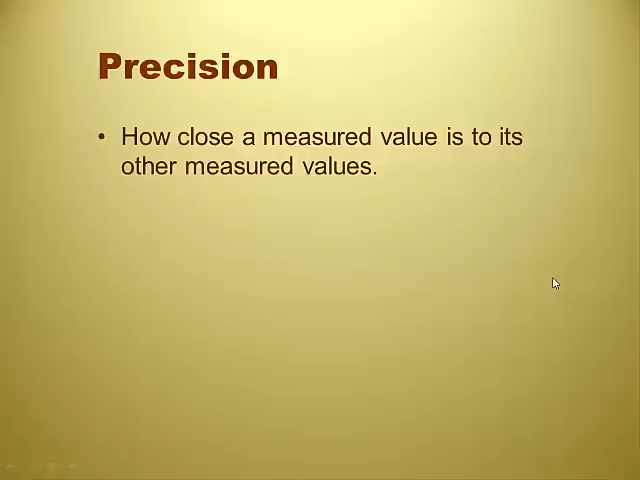 Precision
• How close a measured value is to its
other measured values.